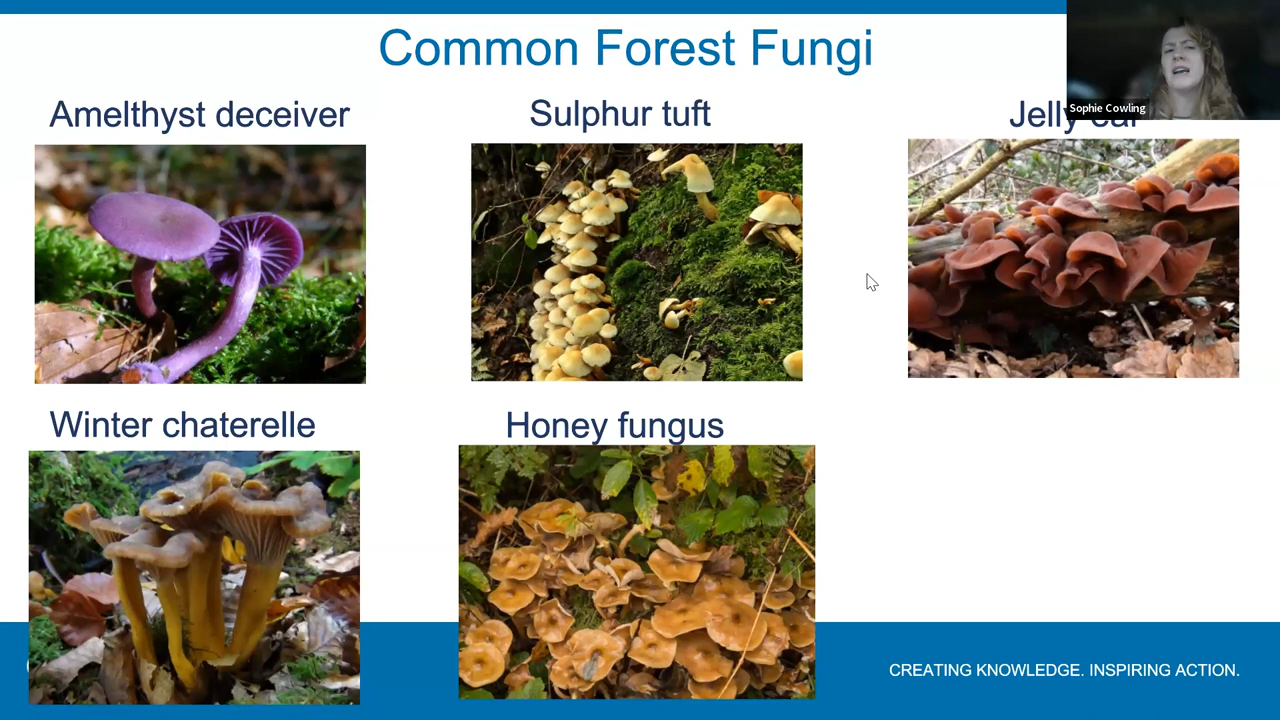 Common Forest Fungi
Sophie Cowling
Amelthyst deceiver
Sulphur tuft
Jelly ear
Winter chaterelle
Honey fungus
CREATING KNOWLEDGE. INSPIRING ACTION.